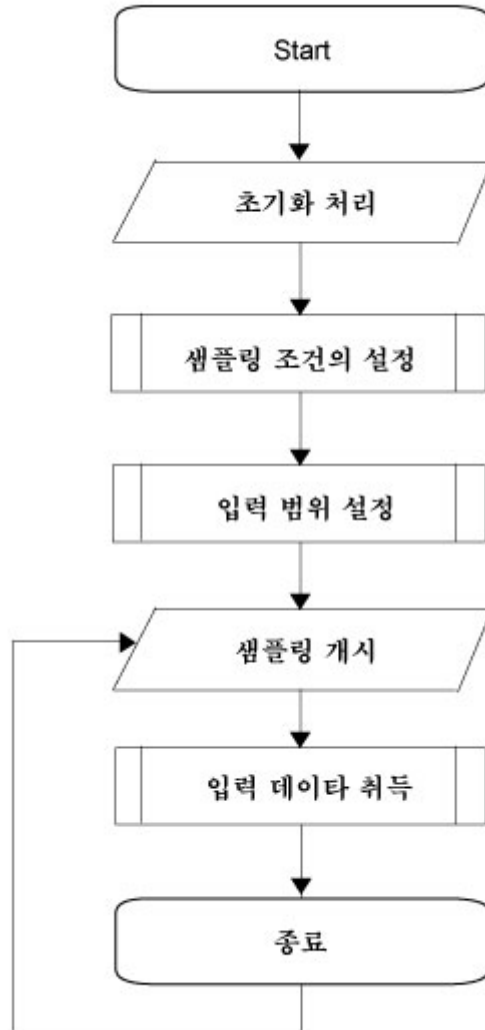 Start
초기화 처리
샘플링 조건의 설정
입력 범위 설정
샘플링 개시
입력 데이타 취득
종료